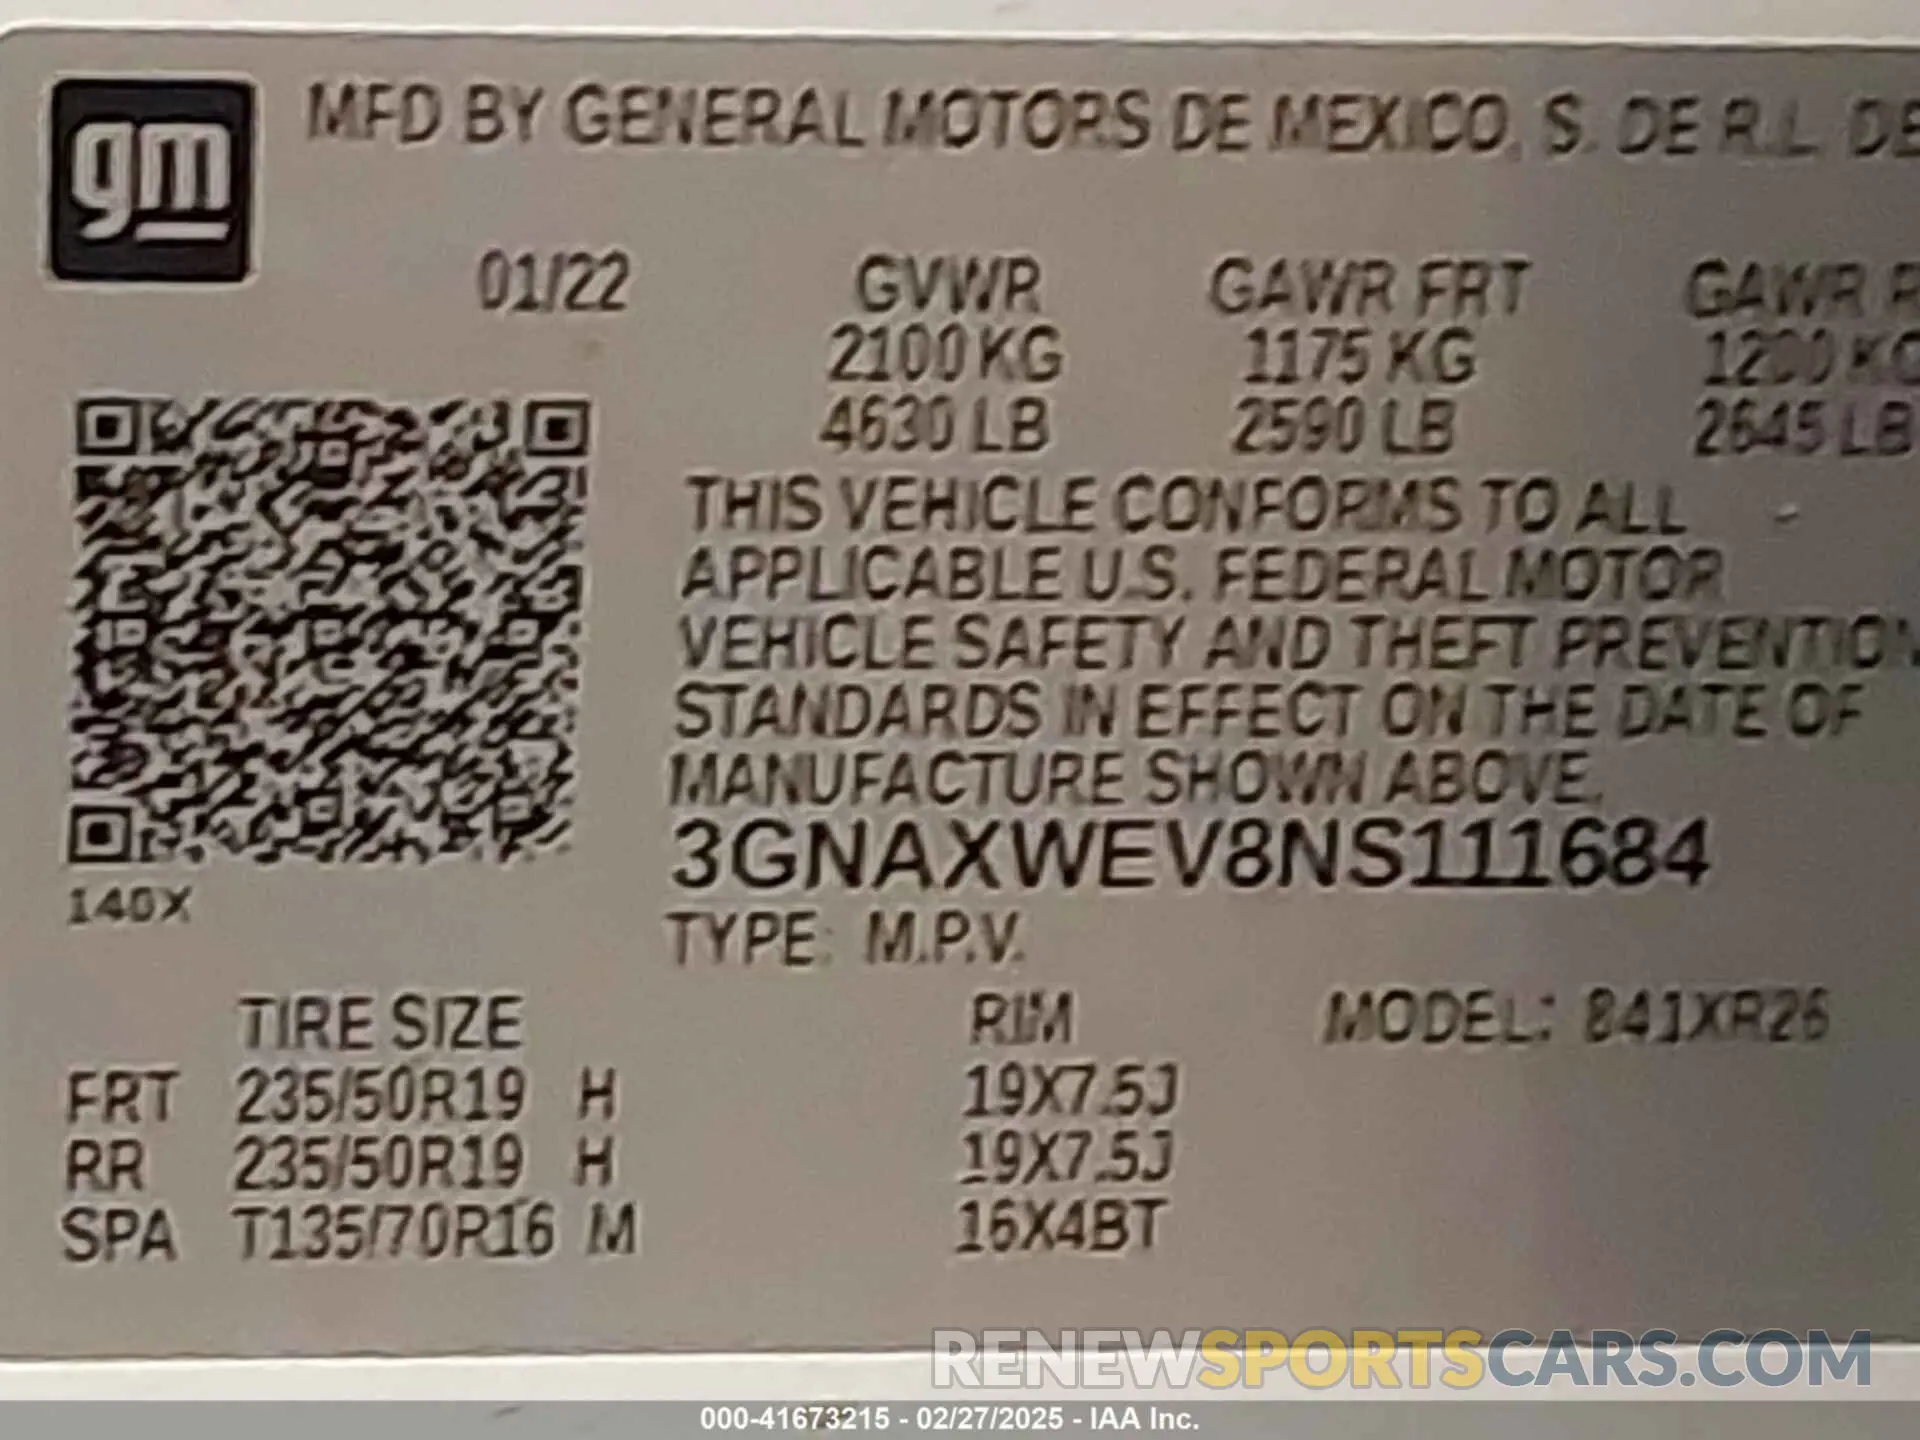 gm
MFD BY GENERAL MOTORS DE MEXICO, S. DE R.L. DE
01/22 GVWR GAWR FRT GAWR
2100 KG 1175 KG 1200 KG
4630 LB 2590 LB 2645 LB
THIS VEHICLE CONFORMS TO ALL
APPLICABLE U.S. FEDERAL MOTOR
VEHICLE SAFETY AND THEFT PREVENTION
STANDARDS IN EFFECT ON THE DATE OF
MANUFACTURE SHOWN ABOVE.
3GNAXWEV8NS111684
140X
TYPE: M.P.V.
TIRE SIZE RIM MODEL: 841XR26
FRT 235/50R19 H 19X7.5J
RR 235/50R19 H 19X7.5J
SPA T135/70R16 M 16X4BT
RENEWSPORTSCARS.COM
000-41673215 - 02/27/2025 - IAA Inc.